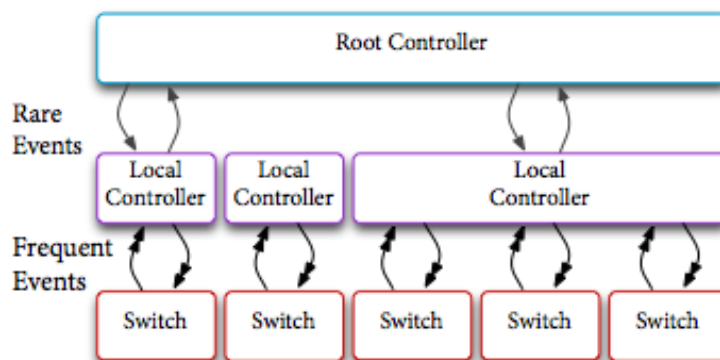 Root Controller
Rare
Events
Local
Controller
Local
Controller
Local
Controller
Frequent
Events
Switch
Switch
Switch
Switch
Switch